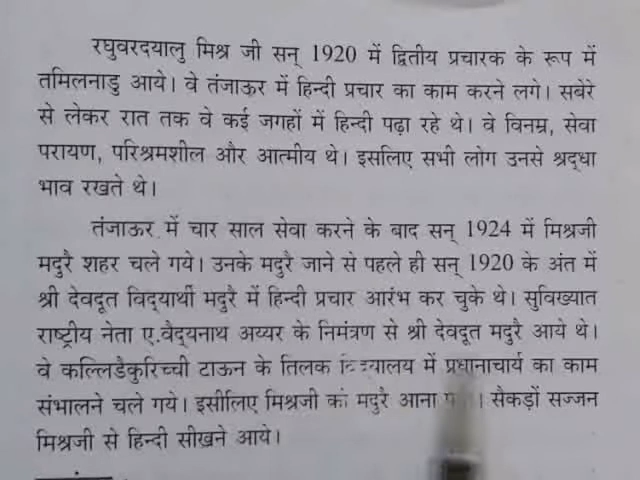 रघुवरदयालु मिश्र जी सन् 1920 में द्वितीय प्रचारक के रूप में
तमिलनाडु आये। वे तंजाऊर में हिन्दी प्रचार का काम करने लगे। सबेरे
से लेकर रात तक वे कई जगहों में हिन्दी पढ़ा रहे थे। वे विनम्र, सेवा
परायण, परिश्रमशील और आत्मीय थे। इसलिए सभी लोग उनसे श्रद्धा
भाव रखते थे।
तंजाऊर में चार साल सेवा करने के बाद सन् 1924 में मिश्रजी
मदुरै शहर चले गये। उनके मदुरै जाने से पहले ही सन् 1920 के अंत में
श्री देवदूत विद्यार्थी मदुरै में हिन्दी प्रचार आरंभ कर चुके थे। सुविख्यात
राष्ट्रीय नेता ए.वैद्यनाथ अय्यर के निमंत्रण से श्री देवदूत मदुरै आये थे।
वे कल्लिडैकुरिच्ची टाऊन के तिलक में प्रधानाचार्य का काम
संभालने चले गये। इसीलिए मिश्रजी को मदुरै आना सैकड़ों सज्जन
मिश्रजी से हिन्दी सीखने आये।